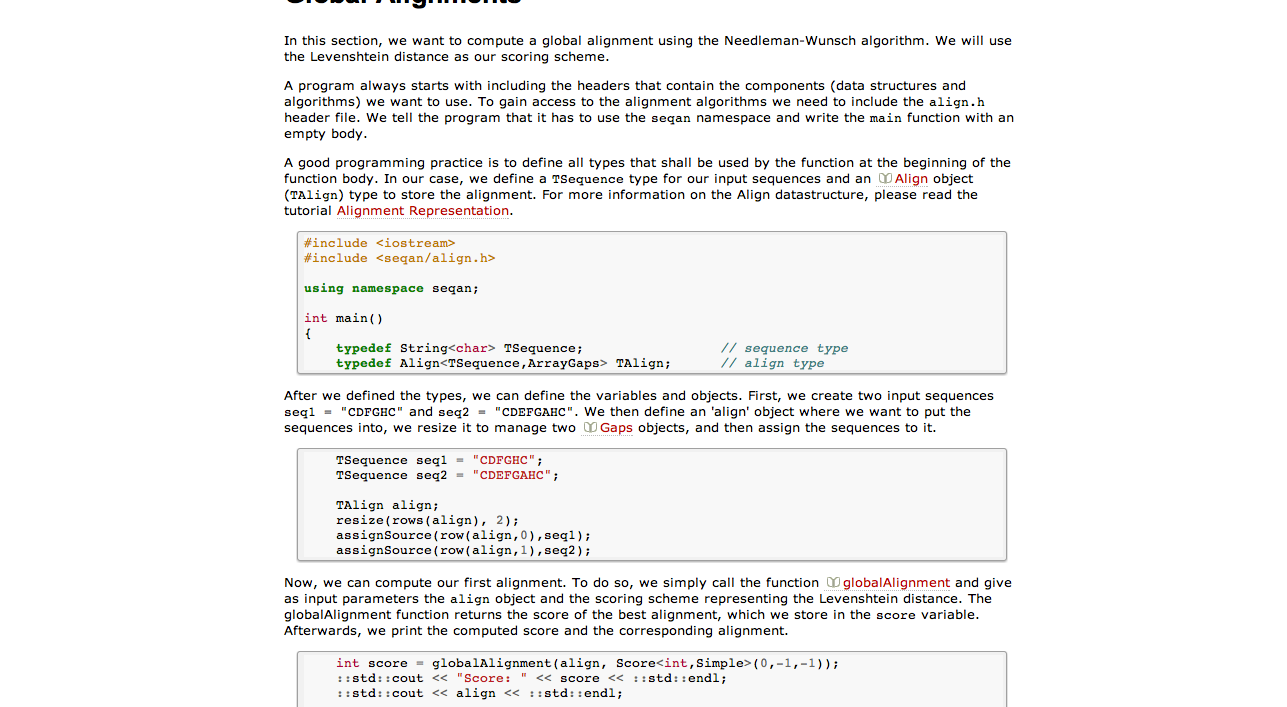 Global Alignments
In this section, we want to compute a global alignment using the Needleman-Wunsch algorithm. We will use
the Levenshtein distance as our scoring scheme.
A program always starts with including the headers that contain the components (data structures and
algorithms) we want to use. To gain access to the alignment algorithms we need to include the align.h
header file. We tell the program that it has to use the seqan namespace and write the main function with an
empty body.
A good programming practice is to define all types that shall be used by the function at the beginning of the
function body. In our case, we define a TSequence type for our input sequences and an Align object
(TAlign) type to store the alignment. For more information on the Align datastructure, please read the
tutorial Alignment Representation.
#include <iostream>
#include <seqan/align.h>
using namespace seqan;
int main()
{
typedef String<char> TSequence; // sequence type
typedef Align<TSequence,ArrayGaps> TAlign; // align type
After we defined the types, we can define the variables and objects. First, we create two input sequences
seq1 = "CDFGHC" and seq2 = "CDEFGAHC". We then define an 'align' object where we want to put the
sequences into, we resize it to manage two Gaps objects, and then assign the sequences to it.
TSequence seq1 = "CDFGHC";
TSequence seq2 = "CDEFGAHC";
TAlign align;
resize(rows(align), 2);
assignSource(row(align,0),seq1);
assignSource(row(align,1),seq2);
Now, we can compute our first alignment. To do so, we simply call the function globalAlignment and give
as input parameters the align object and the scoring scheme representing the Levenshtein distance. The
globalAlignment function returns the score of the best alignment, which we store in the score variable.
Afterwards, we print the computed score and the corresponding alignment.
int score = globalAlignment(align, Score<int,Simple>(0,-1,-1));
::std::cout << "Score: " << score << ::std::endl;
::std::cout << align << ::std::endl;